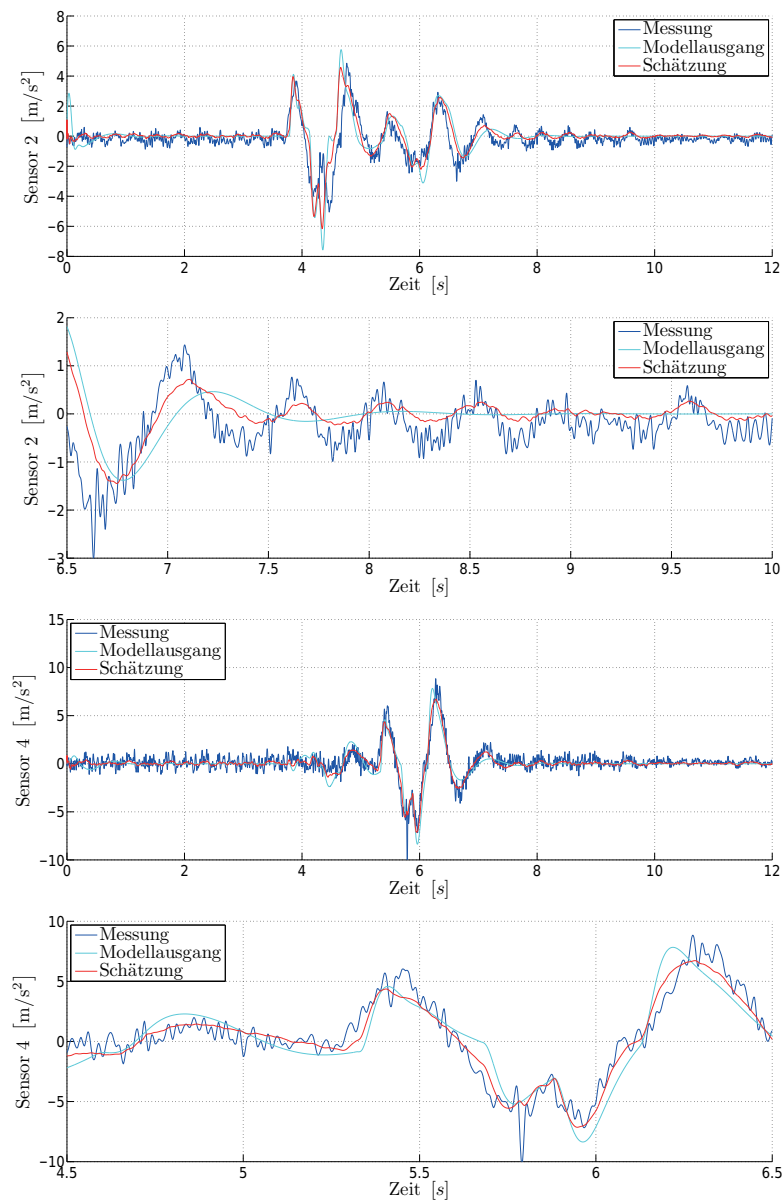 8
6
4
2
0
−2
−4
−6
−8
Sensor 2 [m/s²]
Messung
Modellausgang
Schätzung
0 2 4 6 8 10 12
Zeit [s]
2
1
0
−1
−2
−3
Sensor 2 [m/s²]
Messung
Modellausgang
Schätzung
6.5 7 7.5 8 8.5 9 9.5 10
Zeit [s]
15
10
5
0
−5
−10
Sensor 4 [m/s²]
Messung
Modellausgang
Schätzung
0 2 4 6 8 10 12
Zeit [s]
10
5
0
−5
−10
Sensor 4 [m/s²]
Messung
Modellausgang
Schätzung
4.5 5 5.5 6 6.5
Zeit [s]